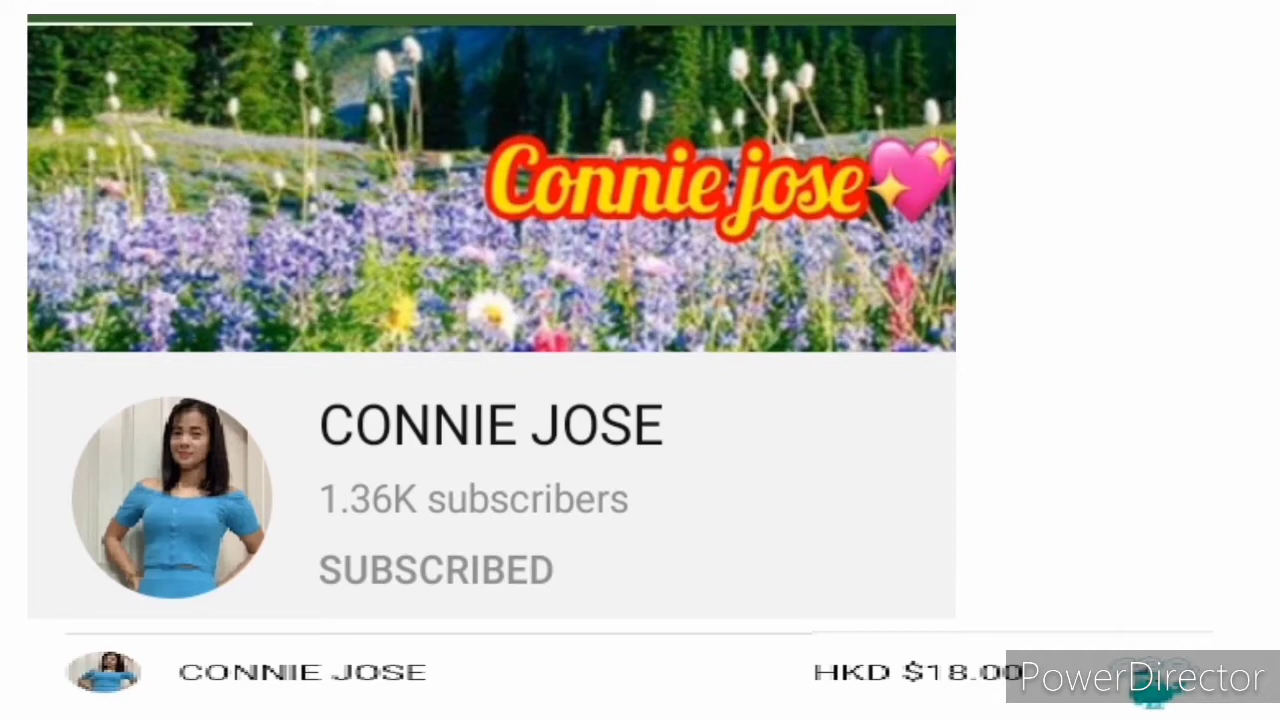 Connie jose
CONNIE JOSE
1.36K subscribers
SUBSCRIBED
CONNIE JOSE
HKD $18.00
PowerDirector